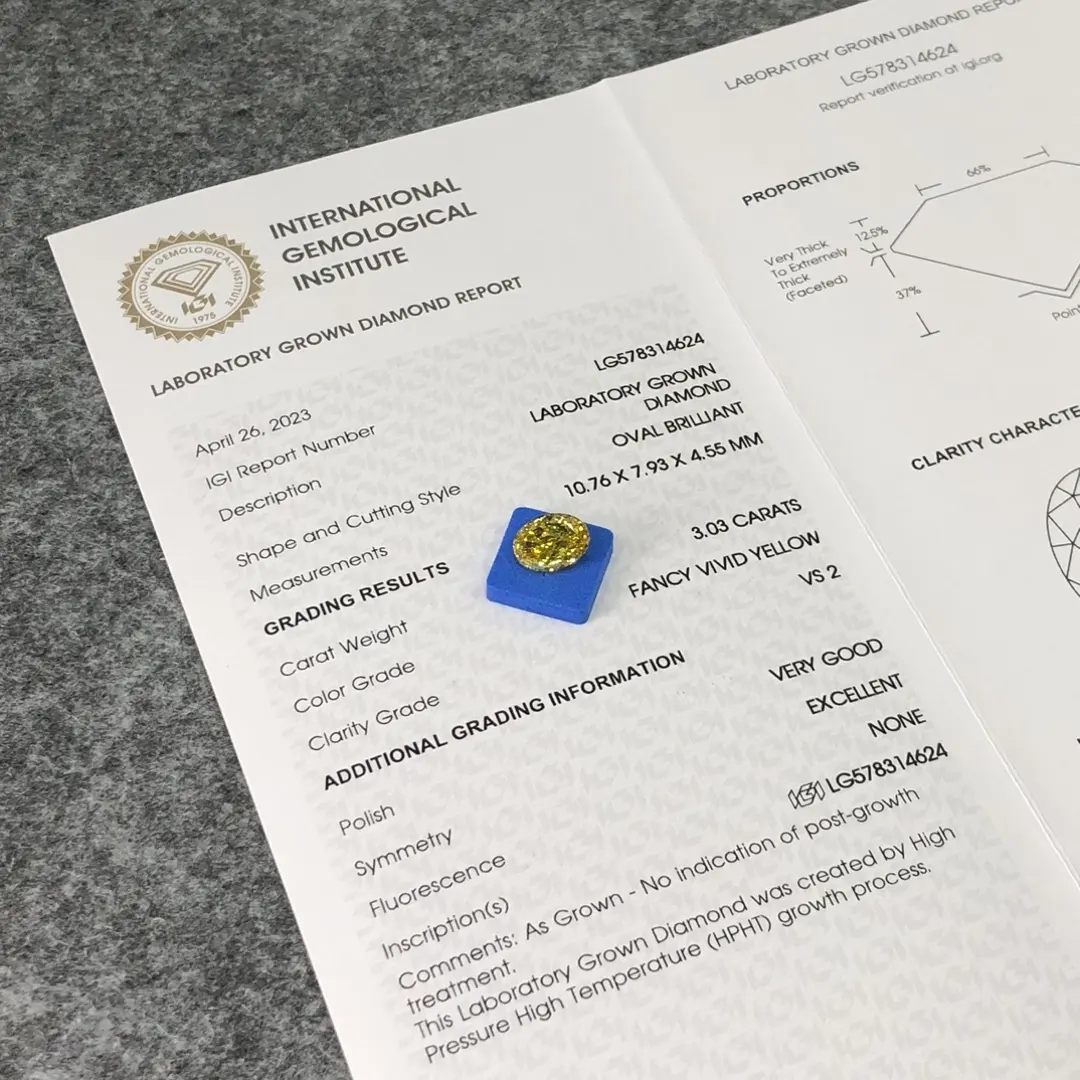 INTERNATIONAL GEMOLOGICAL INSTITUTE
IGI
1975
INTERNATIONAL
GEMOLOGICAL
INSTITUTE
LABORATORY GROWN DIAMOND REPORT
April 26, 2023
IGI Report Number LG578314624
Description LABORATORY GROWN
DIAMOND
Shape and Cutting Style OVAL BRILLIANT
Measurements 10.76 X 7.93 X 4.55 MM
GRADING RESULTS
Carat Weight 3.03 CARATS
Color Grade FANCY VIVID YELLOW
Clarity Grade VS 2
ADDITIONAL GRADING INFORMATION
Polish VERY GOOD
Symmetry EXCELLENT
Fluorescence NONE
Inscription(s) IGI LG578314624
Comments: As Grown - No indication of post-growth
treatment.
This Laboratory Grown Diamond was created by High
Pressure High Temperature (HPHT) growth process.
LABORATORY GROWN DIAMOND
LG578314624
Report verification at igi.org
PROPORTIONS
66%
12.5%
Very Thick
To Extremely
Thick
(Faceted)
37%
CLARITY